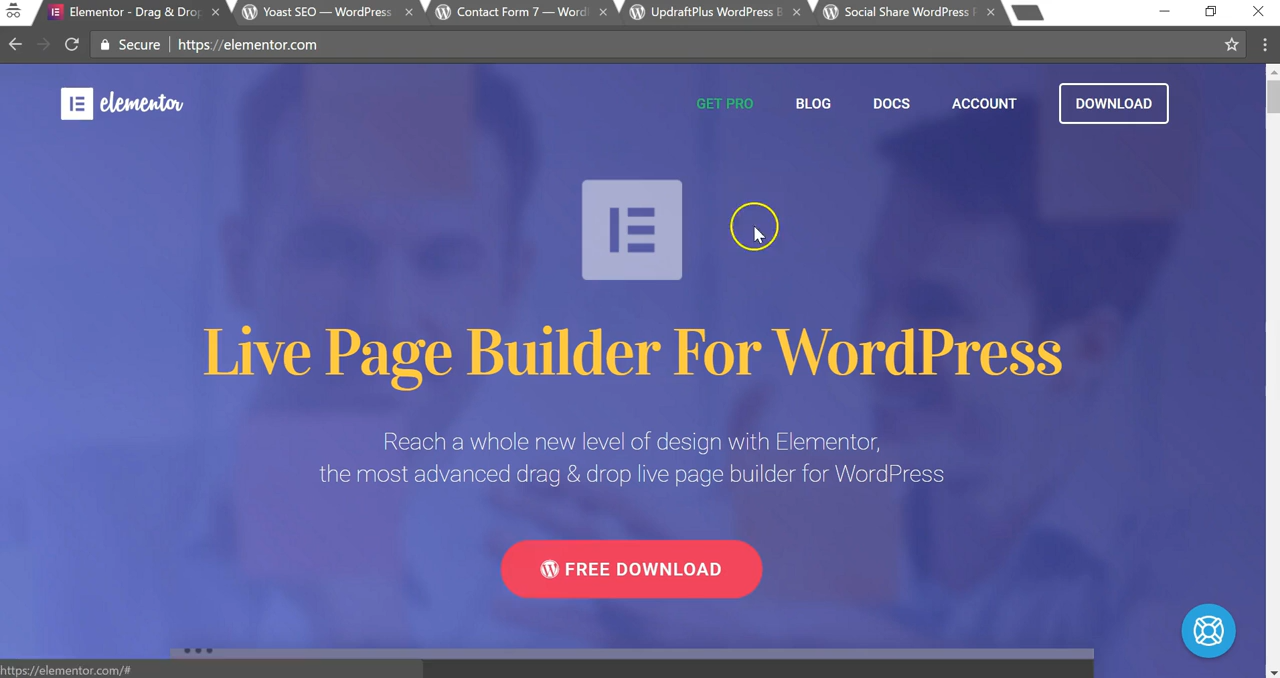 Elementor - Drag & Drop
Yoast SEO — WordPress
Contact Form 7 — Word
UpdraftPlus WordPress B
Social Share WordPress P
Secure
https://elementor.com
elementor
GET PRO
BLOG
DOCS
ACCOUNT
DOWNLOAD
Live Page Builder For WordPress
Reach a whole new level of design with Elementor,
the most advanced drag & drop live page builder for WordPress
FREE DOWNLOAD
https://elementor.com/#